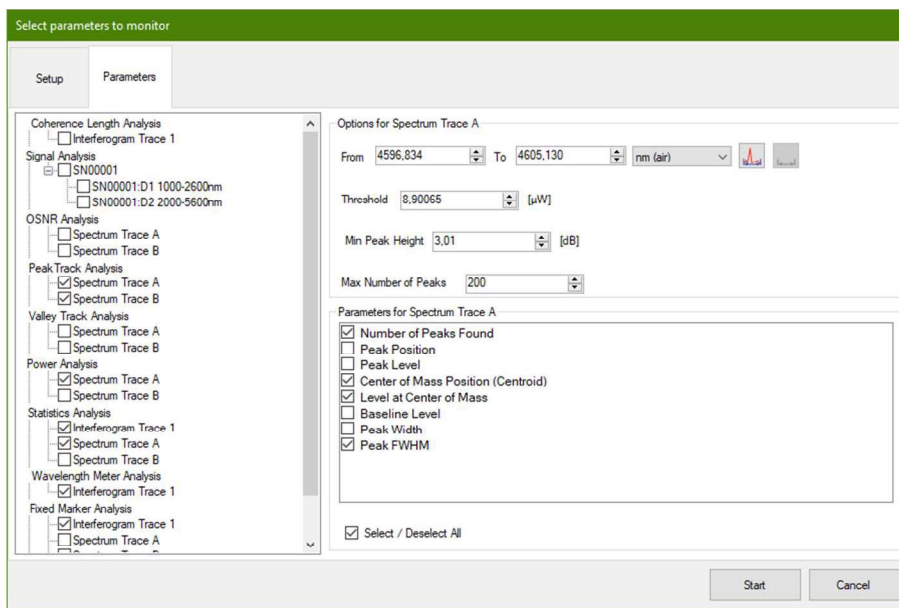 Select parameters to monitor
Setup
Parameters
Coherence Length Analysis
Interferogram Trace 1
Signal Analysis
SN00001
SN00001:D1 1000-2600nm
SN00001:D2 2000-5600nm
OSNR Analysis
Spectrum Trace A
Spectrum Trace B
PeakTrack Analysis
Spectrum Trace A
Spectrum Trace B
Valley Track Analysis
Spectrum Trace A
Spectrum Trace B
Power Analysis
Spectrum Trace A
Spectrum Trace B
Statistics Analysis
Interferogram Trace 1
Spectrum Trace A
Spectrum Trace B
Wavelength Meter Analysis
Interferogram Trace 1
Fixed Marker Analysis
Interferogram Trace 1
Spectrum Trace A
Options for Spectrum Trace A
From 4596,834 To 4605,130 nm (air)
Threshold 8,90065 [µW]
Min Peak Height 3,01 [dB]
Max Number of Peaks 200
Parameters for Spectrum Trace A
Number of Peaks Found
Peak Position
Peak Level
Center of Mass Position (Centroid)
Level at Center of Mass
Baseline Level
Peak Width
Peak FWHM
Select / Deselect All
Start
Cancel